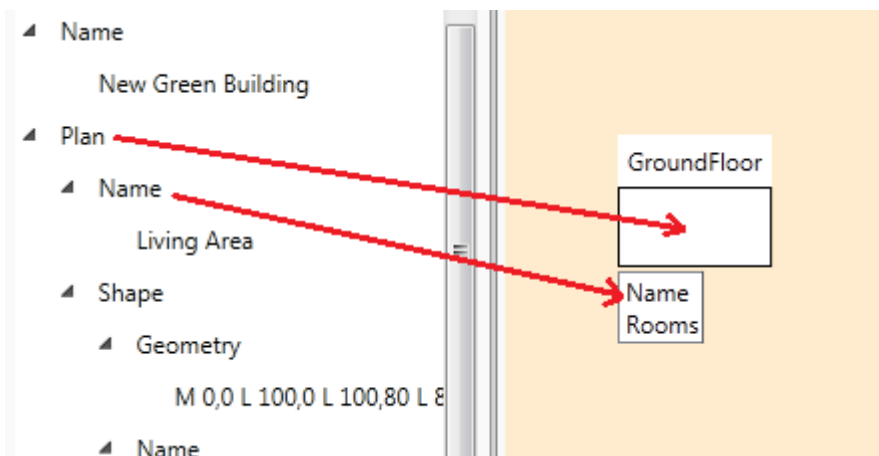 Name
New Green Building
Plan
Name
Living Area
Shape
Geometry
M 0,0 L 100,0 L 100,80 L 8
Name
GroundFloor
Name
Rooms